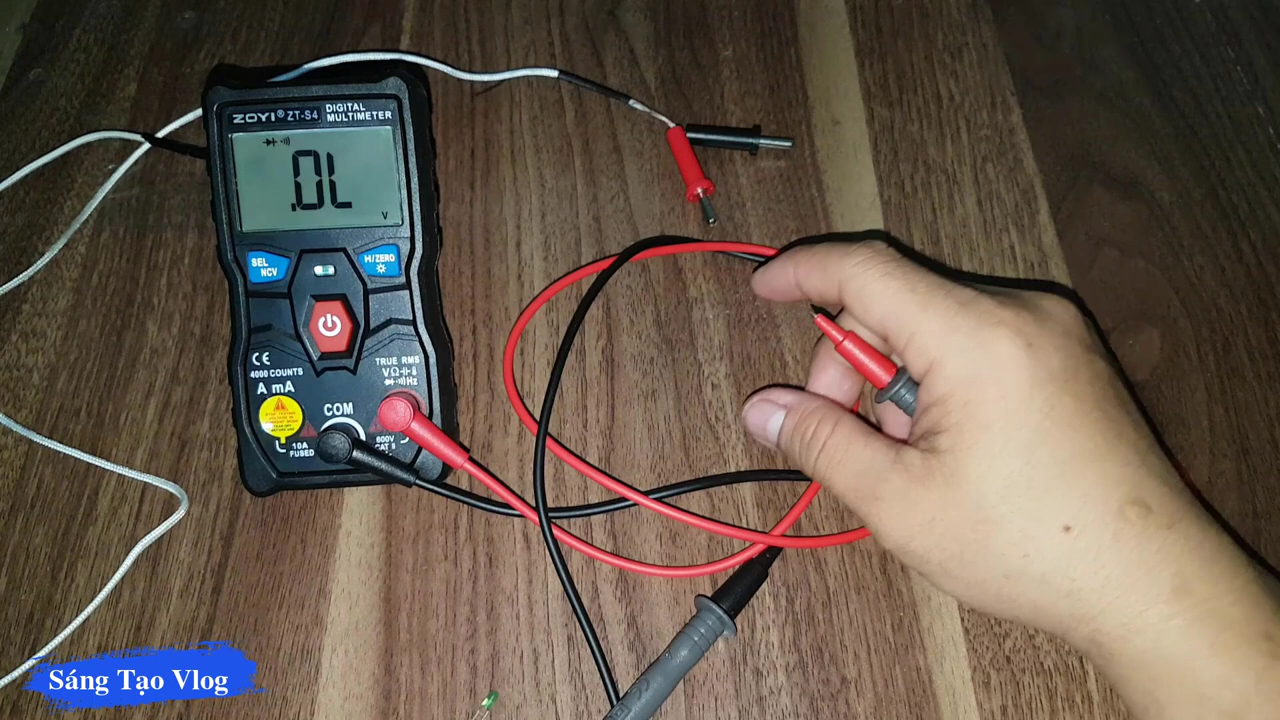 ZOYI® ZT-S4 DIGITAL MULTIMETER
.0L
V
SEL
NCV
H/ZERO
CE
4000 COUNTS
A mA
COM
10A
FUSED
TRUE RMS
VΩ
Hz
600V
CAT II
Sáng Tạo Vlog